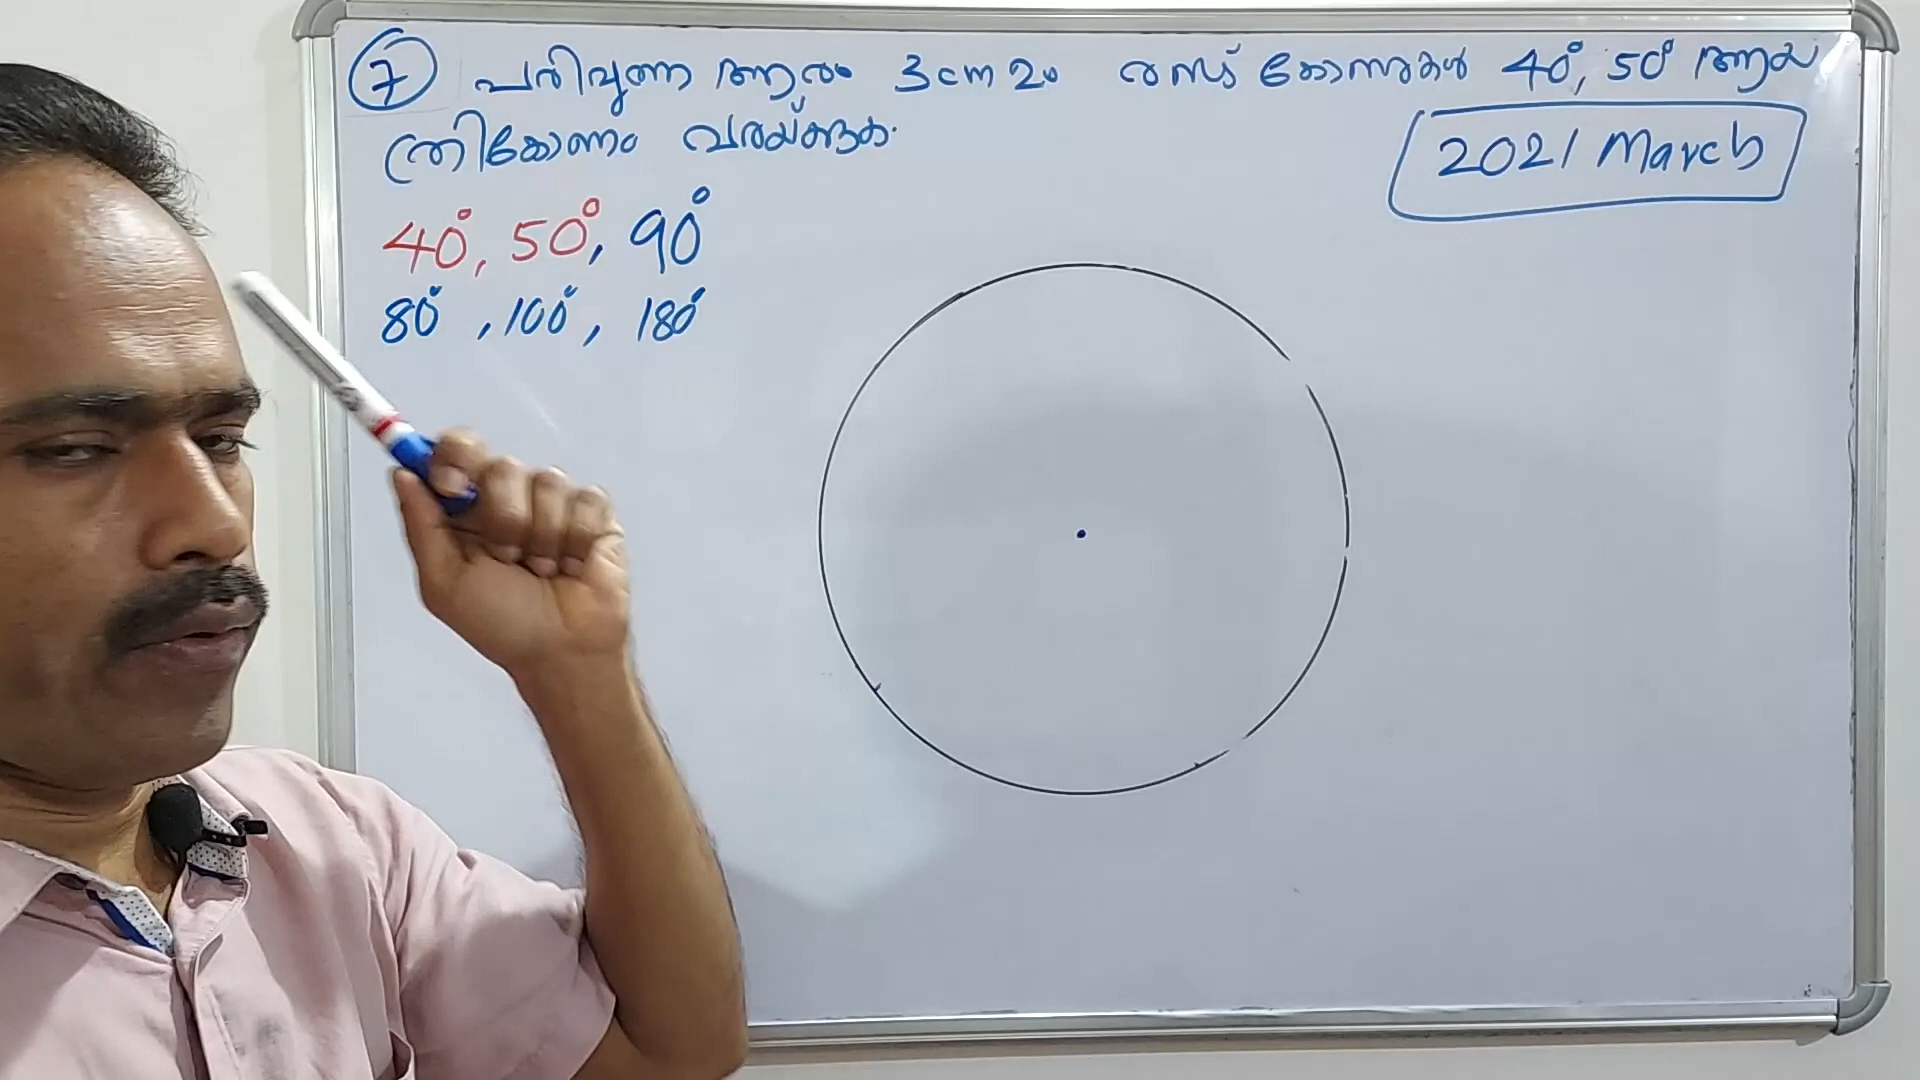 7 പരിവൃത്ത ആരം 3cm ഉം രണ്ട് കോണുകൾ 40°, 50° ആയ
ത്രികോണം വരയ്ക്കുക.
2021 March
40°, 50°, 90°
80°, 100°, 180°